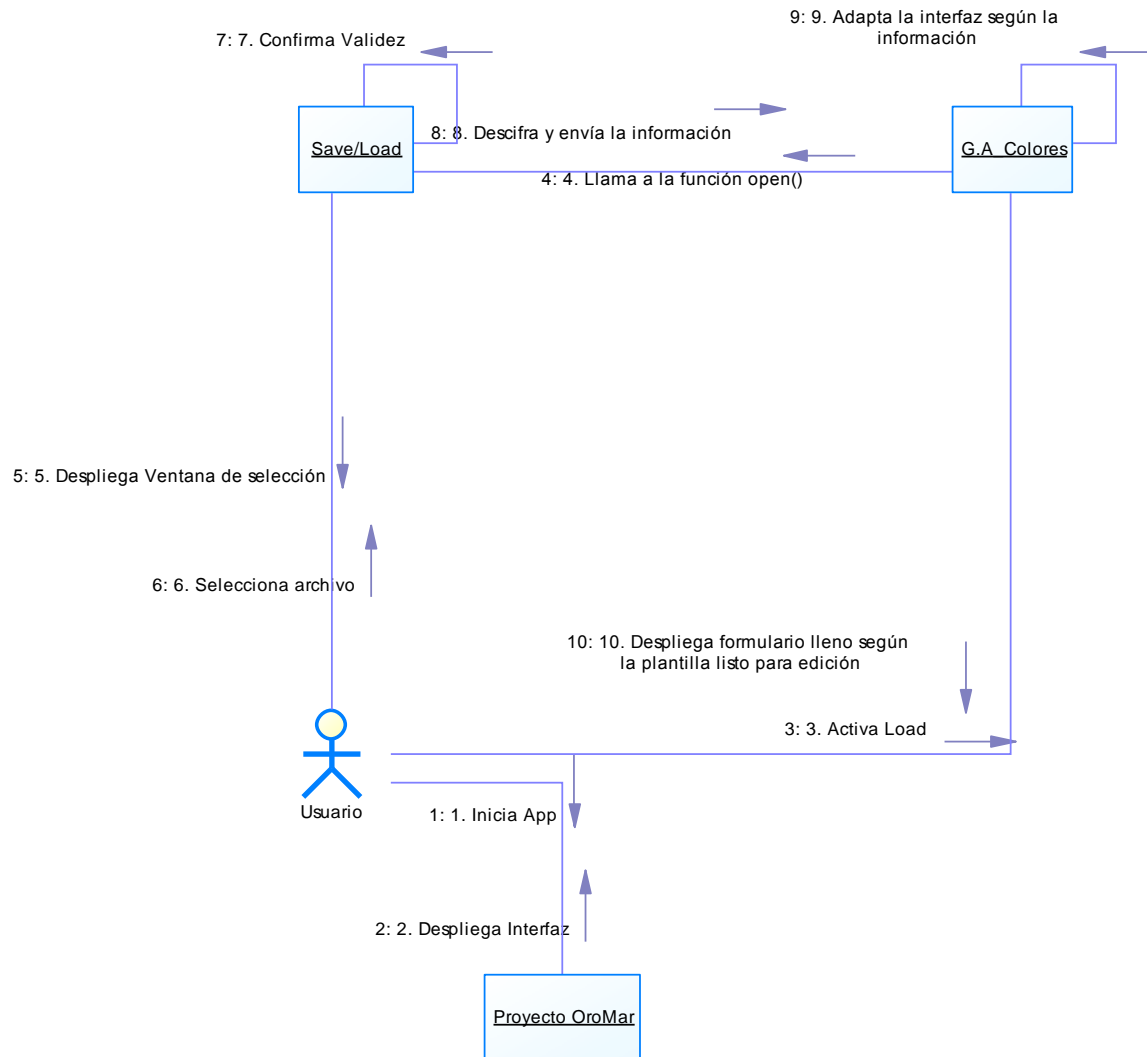 7: 7. Confirma Validez
9: 9. Adapta la interfaz según la
información
Save/Load
8: 8. Descifra y envía la información
G.A_Colores
4: 4. Llama a la función open()
5: 5. Despliega Ventana de selección
6: 6. Selecciona archivo
10: 10. Despliega formulario lleno según
la plantilla listo para edición
3: 3. Activa Load
Usuario
1: 1. Inicia App
2: 2. Despliega Interfaz
Proyecto OroMar